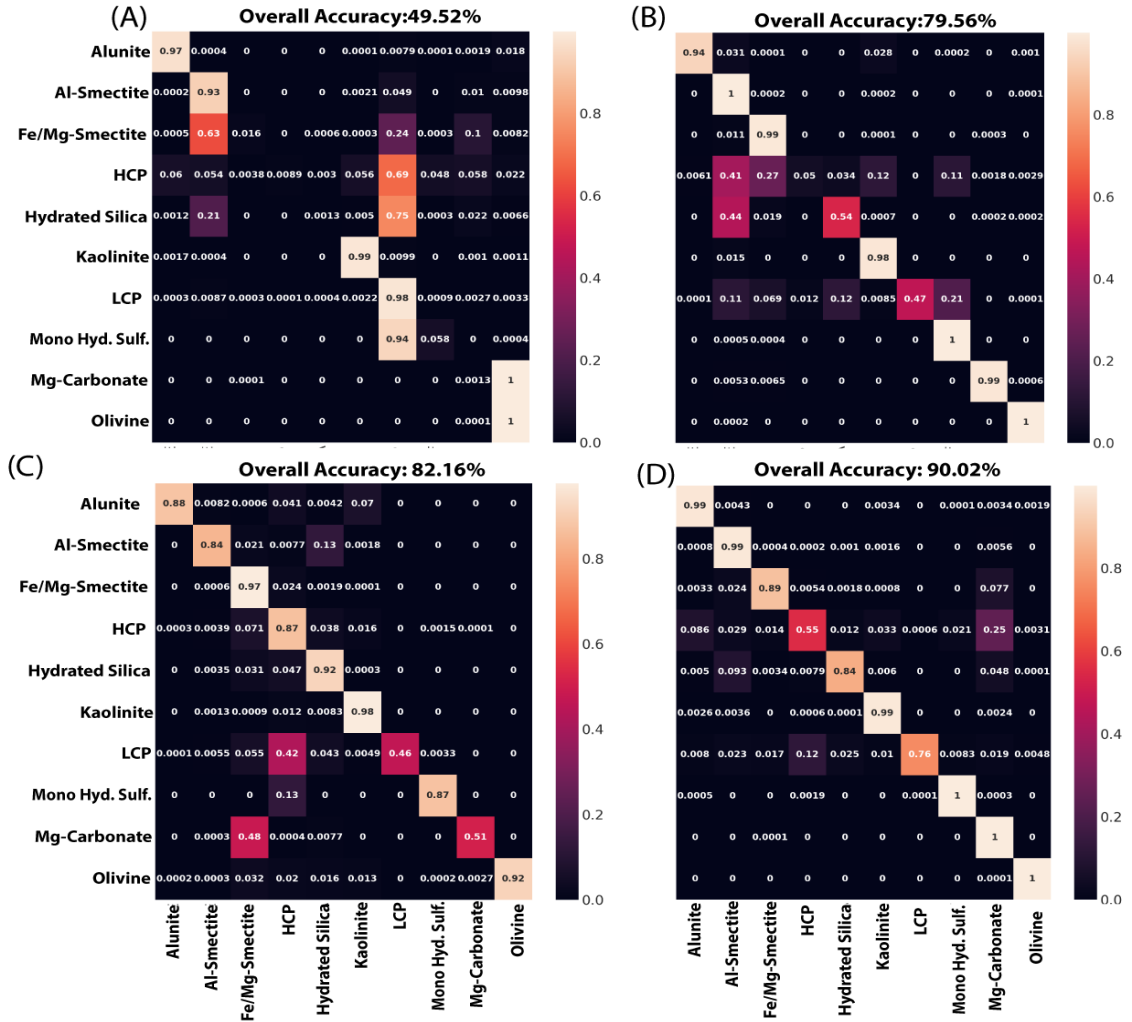 (A) Overall Accuracy:49.52%
Alunite 0.97 0.0004 0 0 0 0.0001 0.0079 0.0001 0.0019 0.018
Al-Smectite 0.0002 0.93 0 0 0 0.0021 0.049 0 0.01 0.0098
Fe/Mg-Smectite 0.0005 0.63 0.016 0 0.0006 0.0003 0.24 0.0003 0.1 0.0082
HCP 0.06 0.054 0.0038 0.0089 0.003 0.056 0.69 0.048 0.058 0.022
Hydrated Silica 0.0012 0.21 0 0 0.0013 0.005 0.75 0.0003 0.022 0.0066
Kaolinite 0.0017 0.0004 0 0 0 0.99 0.0099 0 0.001 0.0011
LCP 0.0003 0.0087 0.0003 0.0001 0.0004 0.0022 0.98 0.0009 0.0027 0.0033
Mono Hyd. Sulf. 0 0 0 0 0 0 0.94 0.058 0 0.0004
Mg-Carbonate 0 0 0.0001 0 0 0 0 0 0.0013 1
Olivine 0 0 0 0 0 0 0 0 0.0001 1
0.8
0.6
0.4
0.2
0.0
(B) Overall Accuracy:79.56%
0.94 0.031 0.0001 0 0 0.028 0 0.0002 0 0.001
0 1 0.0002 0 0 0.0002 0 0 0 0.0001
0 0.011 0.99 0 0 0.0001 0 0 0.0003 0
0.0061 0.41 0.27 0.05 0.034 0.12 0 0.11 0.0018 0.0029
0 0.44 0.019 0 0.54 0.0007 0 0 0.0002 0.0002
0 0.015 0 0 0 0.98 0 0 0 0
0.0001 0.11 0.069 0.012 0.12 0.0085 0.47 0.21 0 0.0001
0 0.0005 0.0004 0 0 0 0 1 0 0
0 0.0053 0.0065 0 0 0 0 0 0.99 0.0006
0 0.0002 0 0 0 0 0 0 0 1
0.8
0.6
0.4
0.2
0.0
(C) Overall Accuracy: 82.16%
Alunite 0.88 0.0082 0.0006 0.041 0.0042 0.07 0 0 0 0
Al-Smectite 0 0.84 0.021 0.0077 0.13 0.0018 0 0 0 0
Fe/Mg-Smectite 0 0.0006 0.97 0.024 0.0019 0.0001 0 0 0 0
HCP 0.0003 0.0039 0.071 0.87 0.038 0.016 0 0.0015 0.0001 0
Hydrated Silica 0 0.0035 0.031 0.047 0.92 0.0003 0 0 0 0
Kaolinite 0 0.0013 0.0009 0.012 0.0083 0.98 0 0 0 0
LCP 0.0001 0.0055 0.055 0.42 0.043 0.0049 0.46 0.0033 0 0
Mono Hyd. Sulf. 0 0 0 0.13 0 0 0 0.87 0 0
Mg-Carbonate 0 0.0003 0.48 0.0004 0.0077 0 0 0 0.51 0
Olivine 0.0002 0.0003 0.032 0.02 0.016 0.013 0 0.0002 0.0027 0.92
Alunite Al-Smectite Fe/Mg-Smectite HCP Hydrated Silica Kaolinite LCP Mono Hyd. Sulf. Mg-Carbonate Olivine
0.8
0.6
0.4
0.2
0.0
(D) Overall Accuracy: 90.02%
0.99 0.0043 0 0 0 0.0034 0 0.0001 0.0034 0.0019
0.0008 0.99 0.0004 0.0002 0.001 0.0016 0 0 0.0056 0
0.0033 0.024 0.89 0.0054 0.0018 0.0008 0 0 0.077 0
0.086 0.029 0.014 0.55 0.012 0.033 0.0006 0.021 0.25 0.0031
0.005 0.093 0.0034 0.0079 0.84 0.006 0 0 0.048 0.0001
0.0026 0.0036 0 0.0006 0.0001 0.99 0 0 0.0024 0
0.008 0.023 0.017 0.12 0.025 0.01 0.76 0.0083 0.019 0.0048
0.0005 0 0 0.0019 0 0 0.0001 1 0.0003 0
0 0 0.0001 0 0 0 0 0 1 0
0 0 0 0 0 0 0 0 0.0001 1
Alunite Al-Smectite Fe/Mg-Smectite HCP Hydrated Silica Kaolinite LCP Mono Hyd. Sulf. Mg-Carbonate Olivine
0.8
0.6
0.4
0.2
0.0